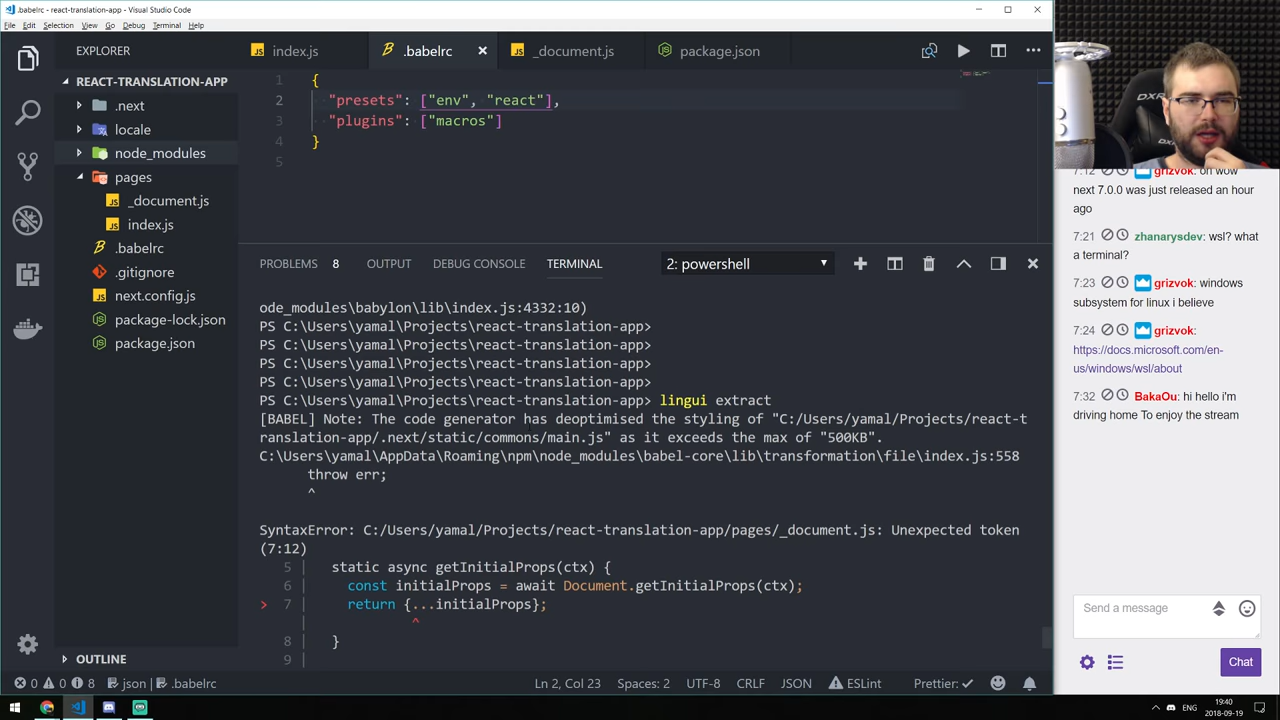 .babelrc - react-translation-app - Visual Studio Code
File Edit Selection View Go Debug Terminal Help
EXPLORER
index.js
.babelrc
_document.js
package.json
REACT-TRANSLATION-APP
.next
locale
node_modules
pages
_document.js
index.js
.babelrc
.gitignore
next.config.js
package-lock.json
package.json
OUTLINE
1 {
2 "presets": ["env", "react"],
3 "plugins": ["macros"]
4 }
5
PROBLEMS 8 OUTPUT DEBUG CONSOLE TERMINAL 2: powershell
ode_modules\babylon\lib\index.js:4332:10)
PS C:\Users\yamal\Projects\react-translation-app>
PS C:\Users\yamal\Projects\react-translation-app>
PS C:\Users\yamal\Projects\react-translation-app>
PS C:\Users\yamal\Projects\react-translation-app>
PS C:\Users\yamal\Projects\react-translation-app> lingui extract
[BABEL] Note: The code generator has deoptimised the styling of "C:/Users/yamal/Projects/react-t
ranslation-app/.next/static/commons/main.js" as it exceeds the max of "500KB".
C:\Users\yamal\AppData\Roaming\npm\node_modules\babel-core\lib\transformation\file\index.js:558
throw err;
^
SyntaxError: C:/Users/yamal/Projects/react-translation-app/pages/_document.js: Unexpected token
(7:12)
5 | static async getInitialProps(ctx) {
6 | const initialProps = await Document.getInitialProps(ctx);
> 7 | return {...initialProps};
| ^
8 | }
9 |
0 0 8 json .babelrc Ln 2, Col 23 Spaces: 2 UTF-8 CRLF JSON ESLint Prettier: ✓
DXR
7:12 grizvok: oh wow
next 7.0.0 was just released an hour
ago
7:21 zhanarysdev: wsl? what
a terminal?
7:23 grizvok: windows
subsystem for linux i believe
7:24 grizvok:
https://docs.microsoft.com/en-
us/windows/wsl/about
7:32 BakaOu: hi hello i'm
driving home To enjoy the stream
Send a message
Chat
ENG
19:40
2018-09-19